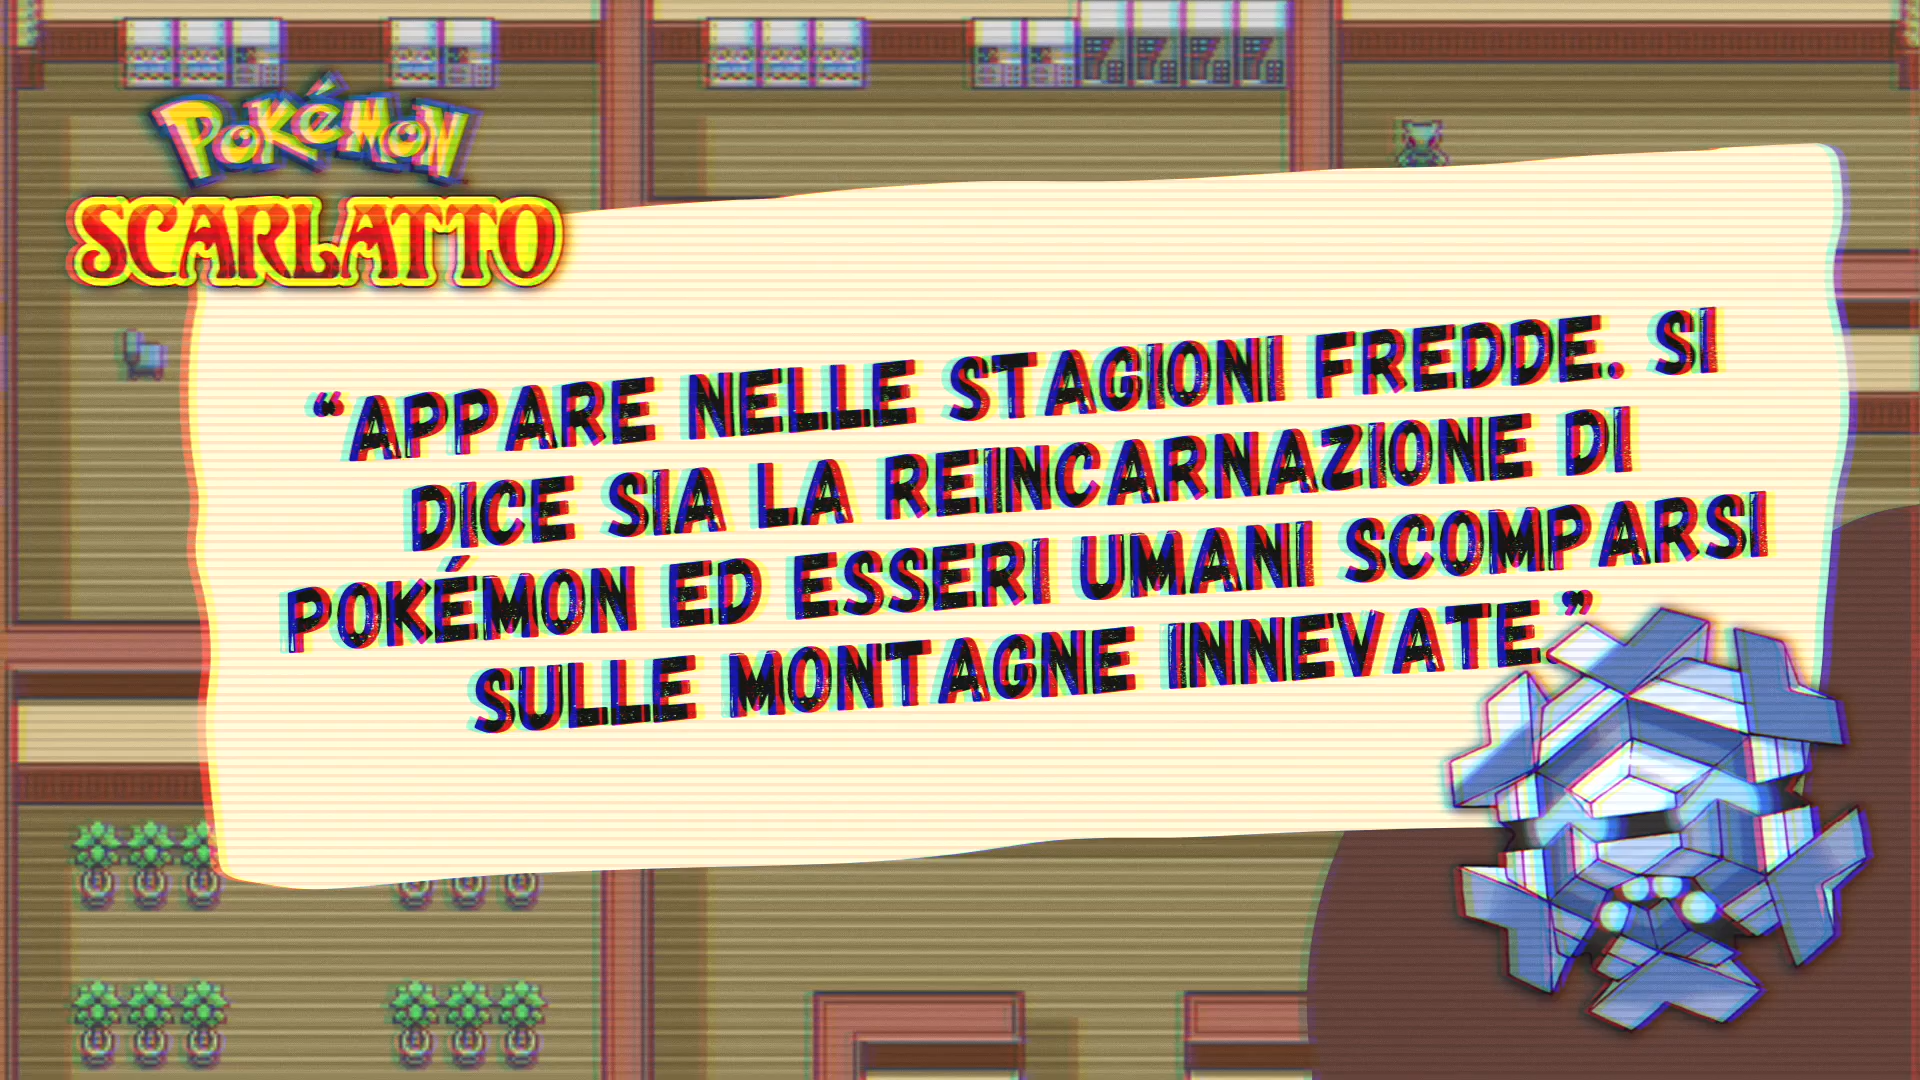 POKéMON
SCARLATTO
“APPARE NELLE STAGIONI FREDDE. SI
DICE SIA LA REINCARNAZIONE DI
POKÉMON ED ESSERI UMANI SCOMPARSI
SULLE MONTAGNE INNEVATE.”